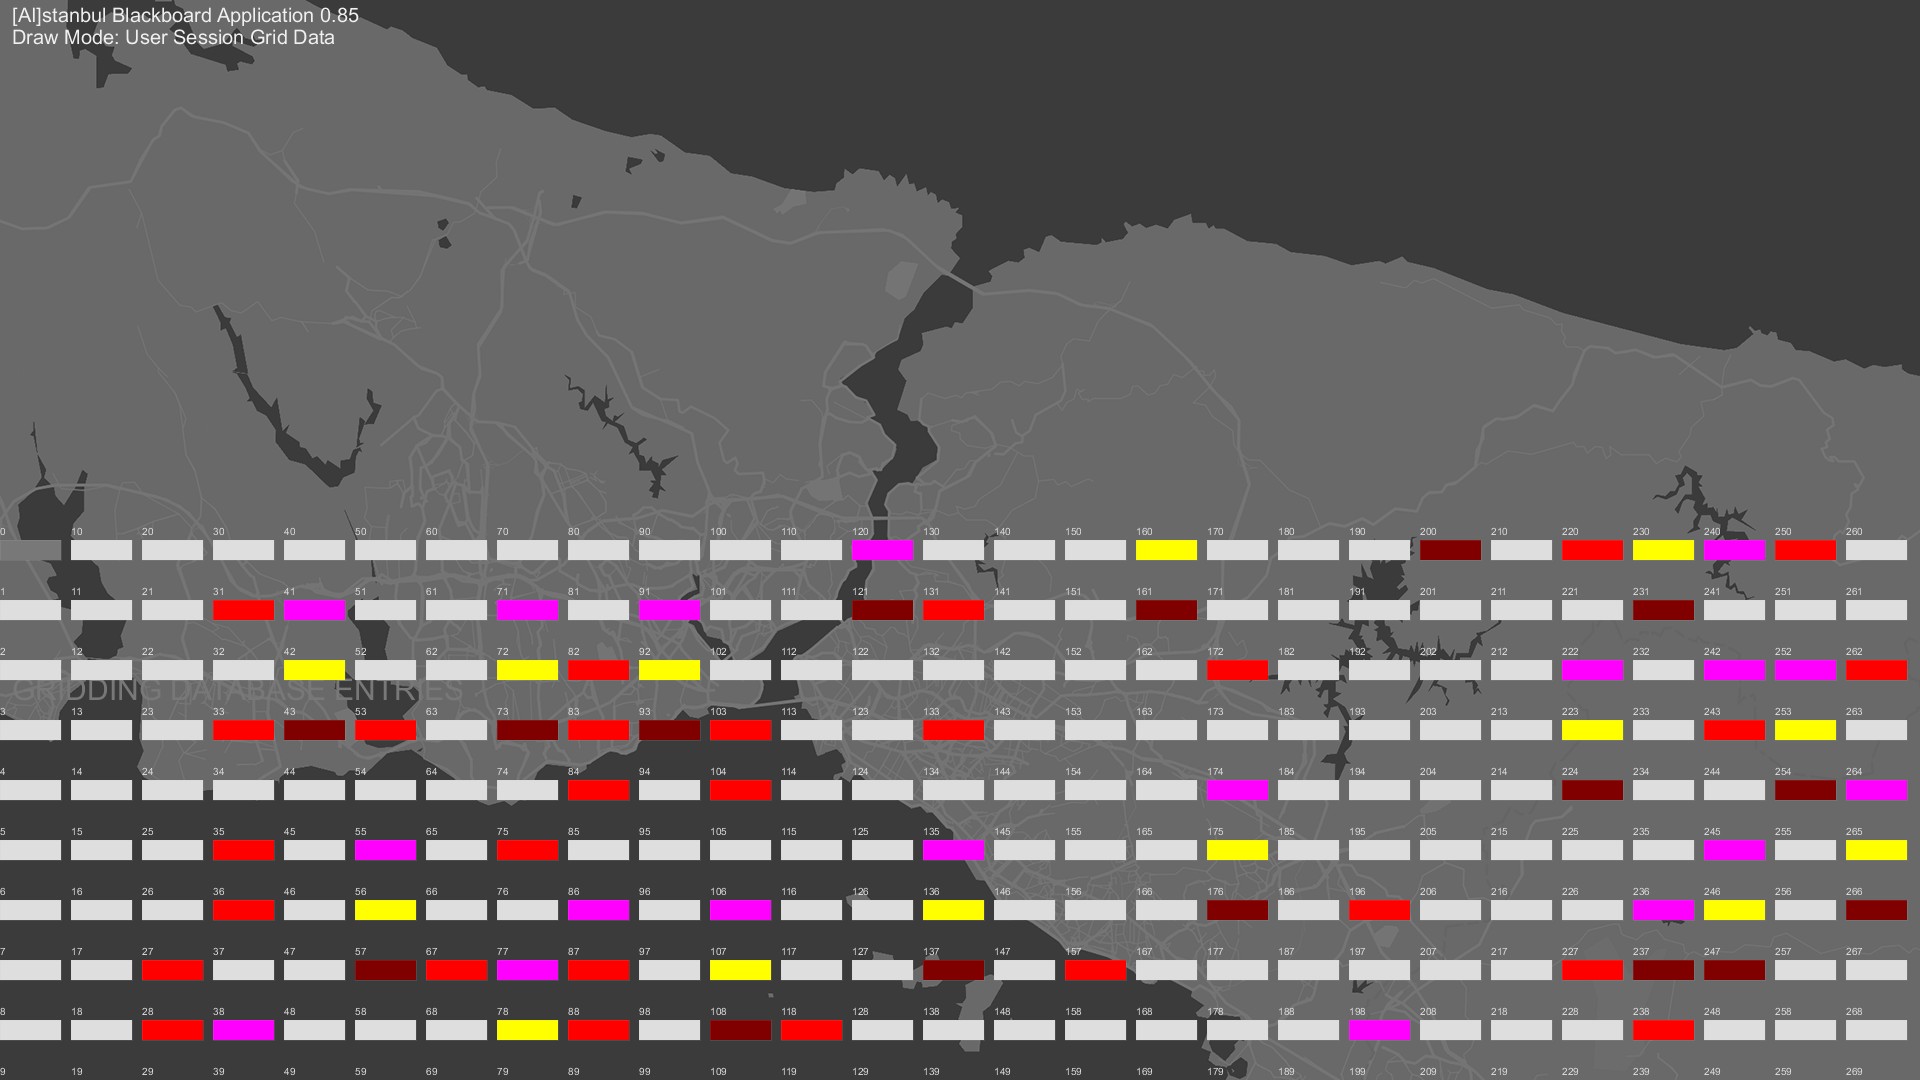 [AI]stanbul Blackboard Application 0.85
Draw Mode: User Session Grid Data
0 10 20 30 40 50 60 70 80 90 100 110 120 130 140 150 160 170 180 190 200 210 220 230 240 250 260
1 11 21 31 41 51 61 71 81 91 101 111 121 131 141 151 161 171 181 191 201 211 221 231 241 251 261
2 12 22 32 42 52 62 72 82 92 102 112 122 132 142 152 162 172 182 192 202 212 222 232 242 252 262
GRIDDING DATABASE ENTRIES
3 13 23 33 43 53 63 73 83 93 103 113 123 133 143 153 163 173 183 193 203 213 223 233 243 253 263
4 14 24 34 44 54 64 74 84 94 104 114 124 134 144 154 164 174 184 194 204 214 224 234 244 254 264
5 15 25 35 45 55 65 75 85 95 105 115 125 135 145 155 165 175 185 195 205 215 225 235 245 255 265
6 16 26 36 46 56 66 76 86 96 106 116 126 136 146 156 166 176 186 196 206 216 226 236 246 256 266
7 17 27 37 47 57 67 77 87 97 107 117 127 137 147 157 167 177 187 197 207 217 227 237 247 257 267
8 18 28 38 48 58 68 78 88 98 108 118 128 138 148 158 168 178 188 198 208 218 228 238 248 258 268
9 19 29 39 49 59 69 79 89 99 109 119 129 139 149 159 169 179 189 199 209 219 229 239 249 259 269